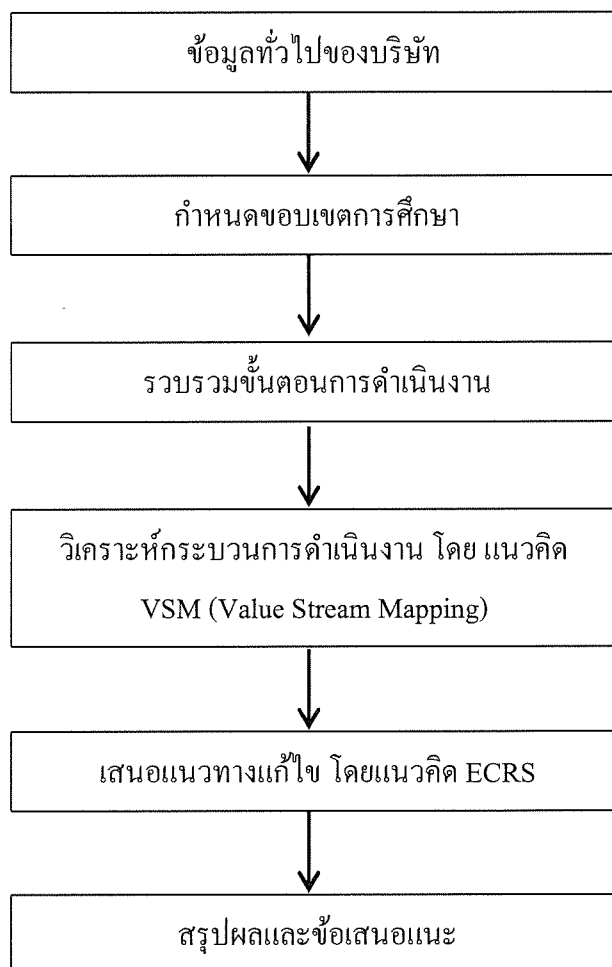 ข้อมูลทั่วไปของบริษัท
กำหนดขอบเขตการศึกษา
รวบรวมขั้นตอนการดำเนินงาน
วิเคราะห์กระบวนการดำเนินงาน โดย แนวคิด
VSM (Value Stream Mapping)
เสนอแนวทางแก้ไข โดยแนวคิด ECRS
สรุปผลและข้อเสนอแนะ